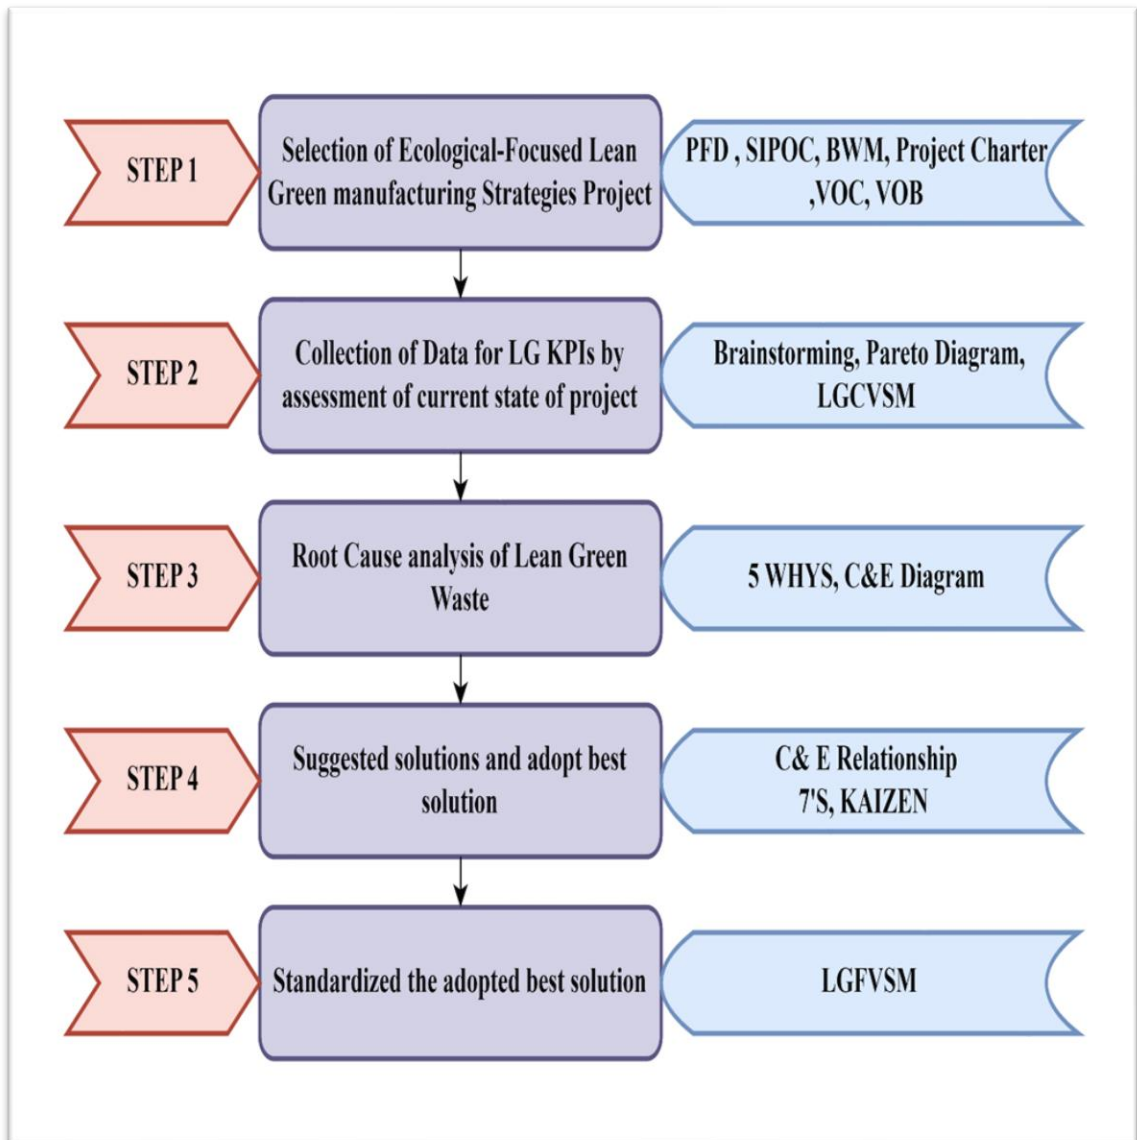 STEP 1
Selection of Ecological-Focused Lean
Green manufacturing Strategies Project
PFD , SIPOC, BWM, Project Charter
,VOC, VOB
STEP 2
Collection of Data for LG KPIs by
assessment of current state of project
Brainstorming, Pareto Diagram,
LGCVSM
STEP 3
Root Cause analysis of Lean Green
Waste
5 WHYS, C&E Diagram
STEP 4
Suggested solutions and adopt best
solution
C& E Relationship
7'S, KAIZEN
STEP 5
Standardized the adopted best solution
LGFVSM